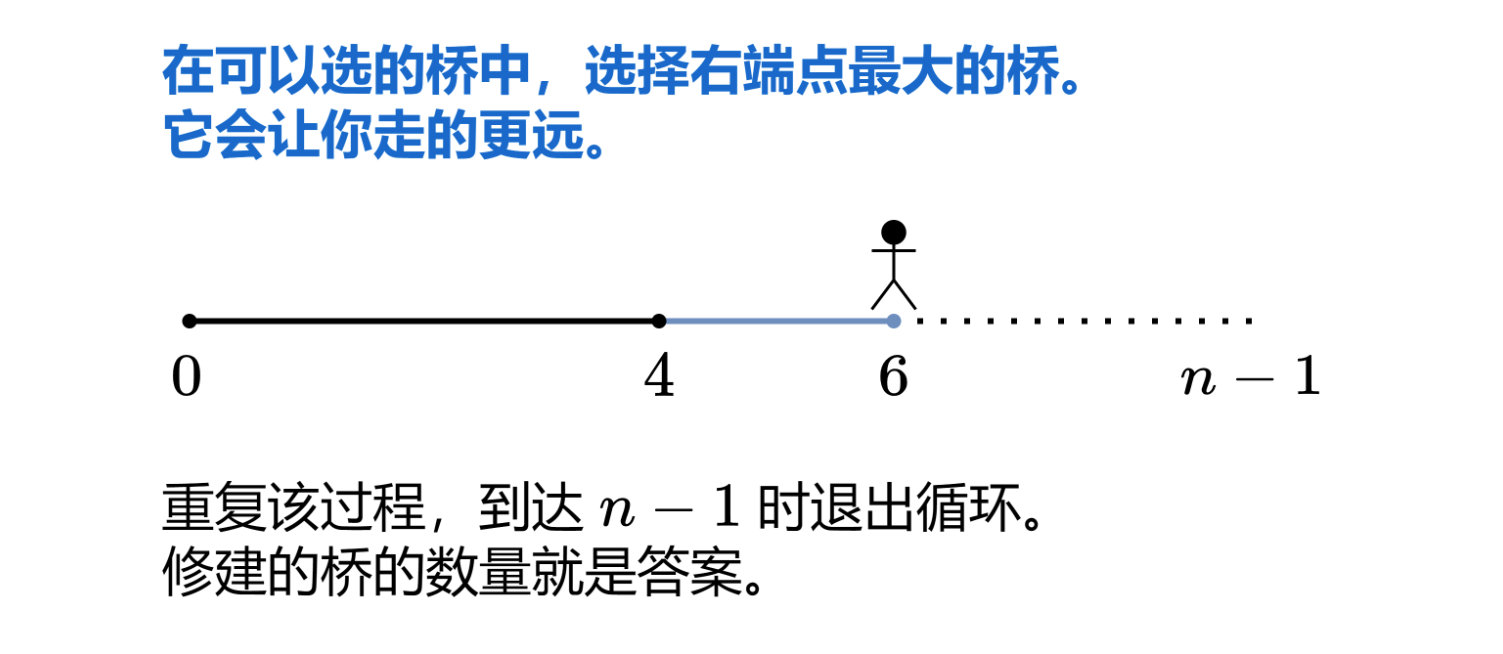 在可以选的桥中，选择右端点最大的桥。
它会让你走的更远。
0 4 6 n − 1
重复该过程，到达 n − 1 时退出循环。
修建的桥的数量就是答案。